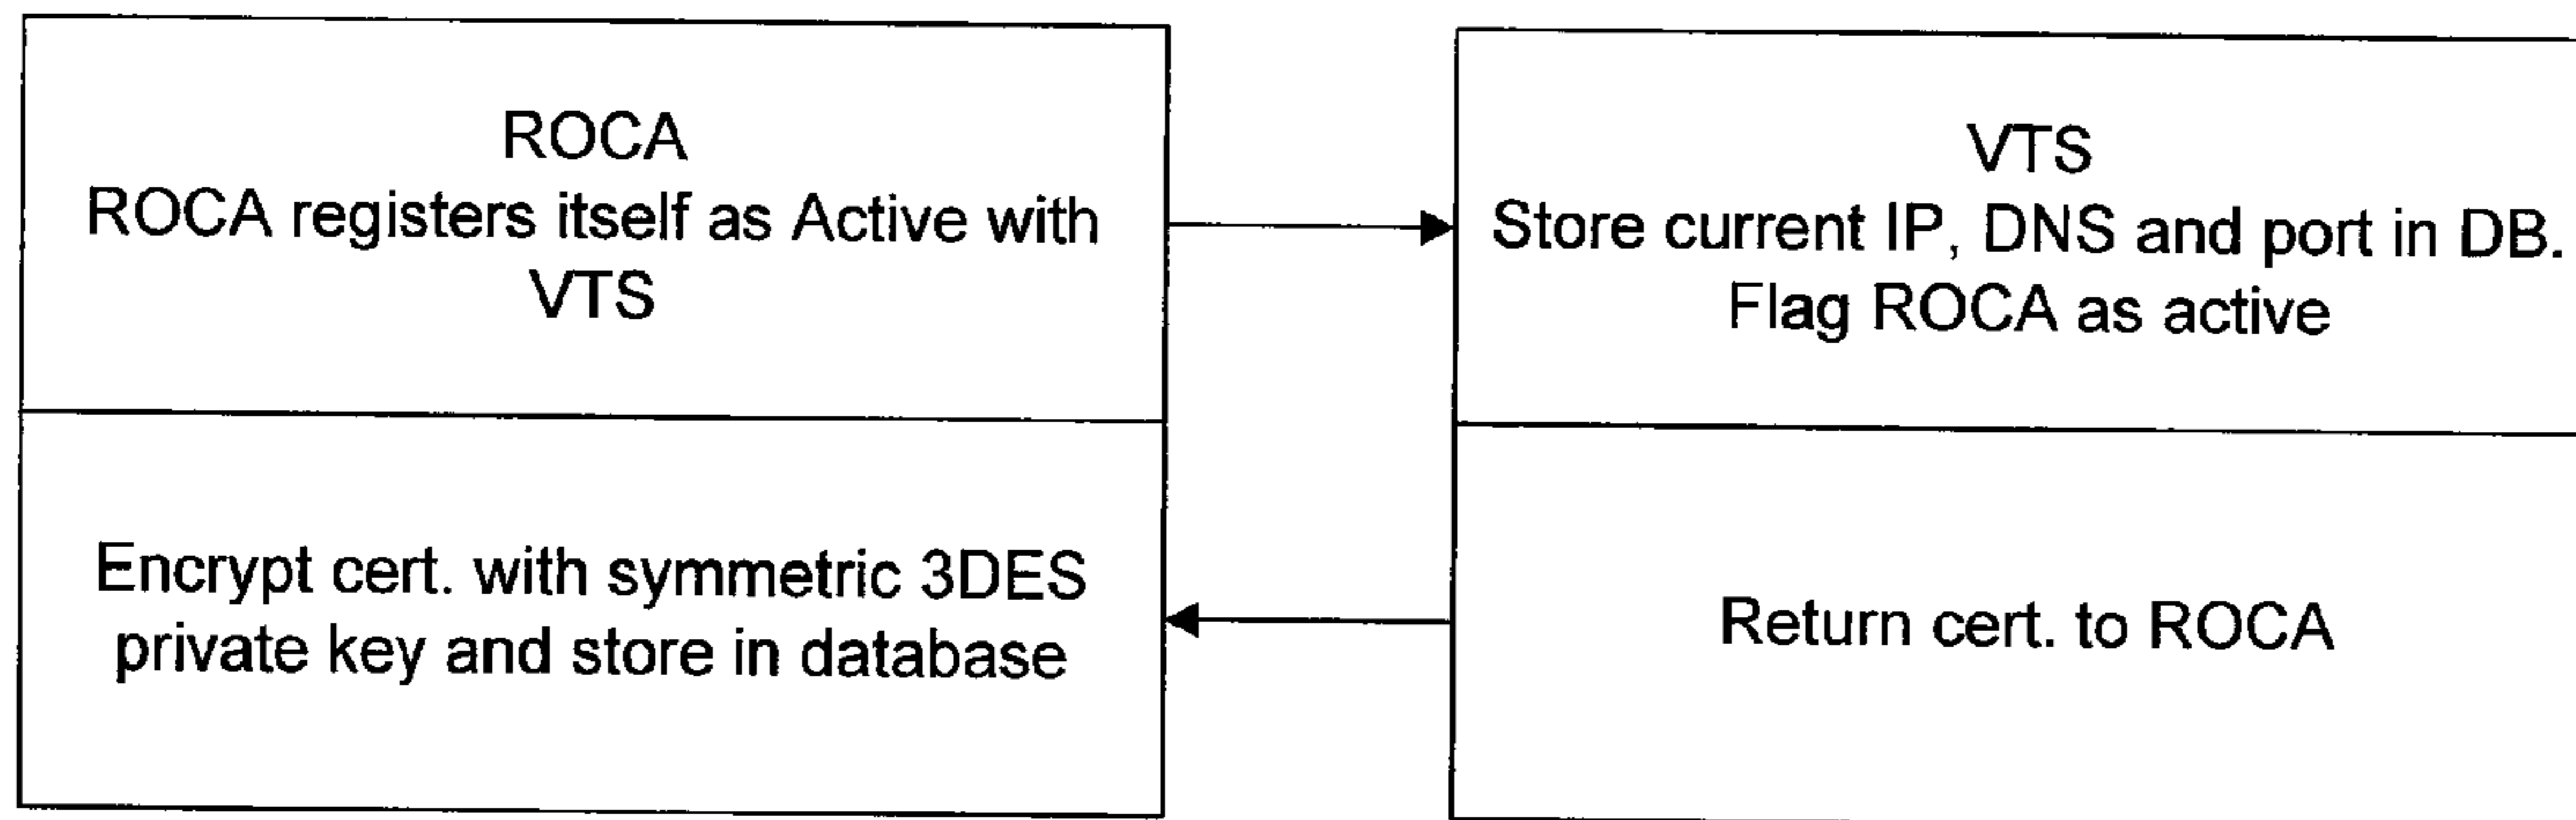 ROCA
ROCA registers itself as Active with
VTS
VTS
Store current IP, DNS and port in DB.
Flag ROCA as active
Encrypt cert. with symmetric 3DES
private key and store in database
Return cert. to ROCA